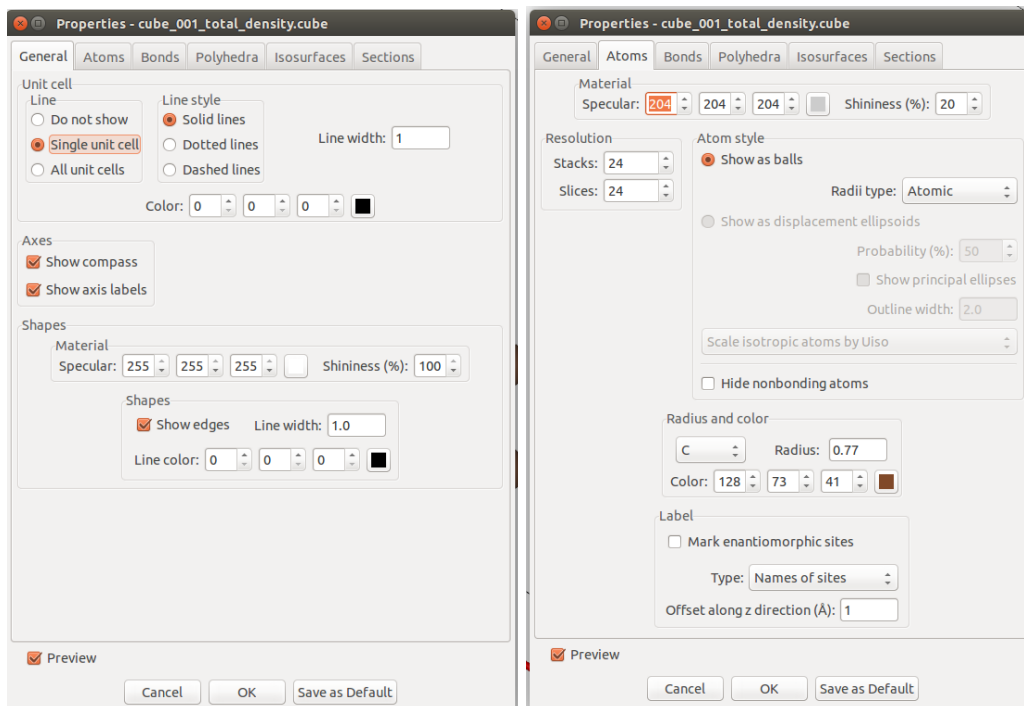 Properties - cube_001_total_density.cube
General Atoms Bonds Polyhedra Isosurfaces Sections
Unit cell
Line
Do not show
Single unit cell
All unit cells
Line style
Solid lines
Dotted lines
Dashed lines
Line width: 1
Color: 0 0 0
Axes
Show compass
Show axis labels
Shapes
Material
Specular: 255 255 255 Shininess (%): 100
Shapes
Show edges Line width: 1.0
Line color: 0 0 0
Preview
Cancel OK Save as Default
Properties - cube_001_total_density.cube
General Atoms Bonds Polyhedra Isosurfaces Sections
Material
Specular: 204 204 204 Shininess (%): 20
Resolution
Stacks: 24
Slices: 24
Atom style
Show as balls
Radii type: Atomic
Show as displacement ellipsoids
Probability (%): 50
Show principal ellipses
Outline width: 2.0
Scale isotropic atoms by Uiso
Hide nonbonding atoms
Radius and color
C Radius: 0.77
Color: 128 73 41
Label
Mark enantiomorphic sites
Type: Names of sites
Offset along z direction (Å): 1
Preview
Cancel OK Save as Default